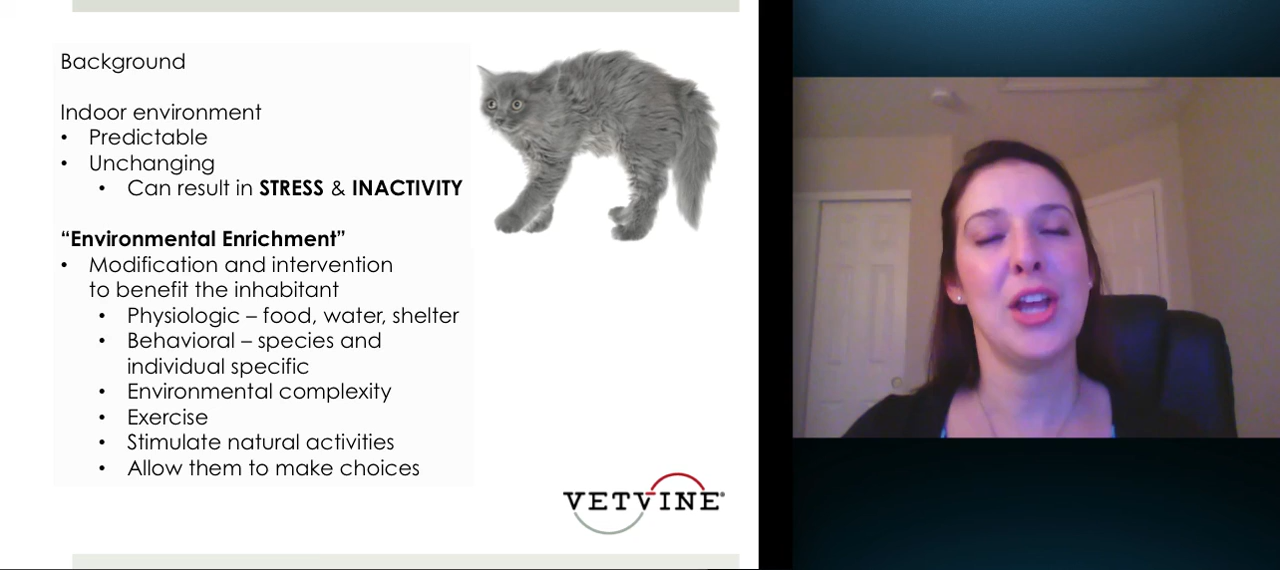 Background
Indoor environment
• Predictable
• Unchanging
• Can result in STRESS & INACTIVITY
“Environmental Enrichment”
• Modification and intervention
to benefit the inhabitant
• Physiologic – food, water, shelter
• Behavioral – species and
individual specific
• Environmental complexity
• Exercise
• Stimulate natural activities
• Allow them to make choices
VETVINE®